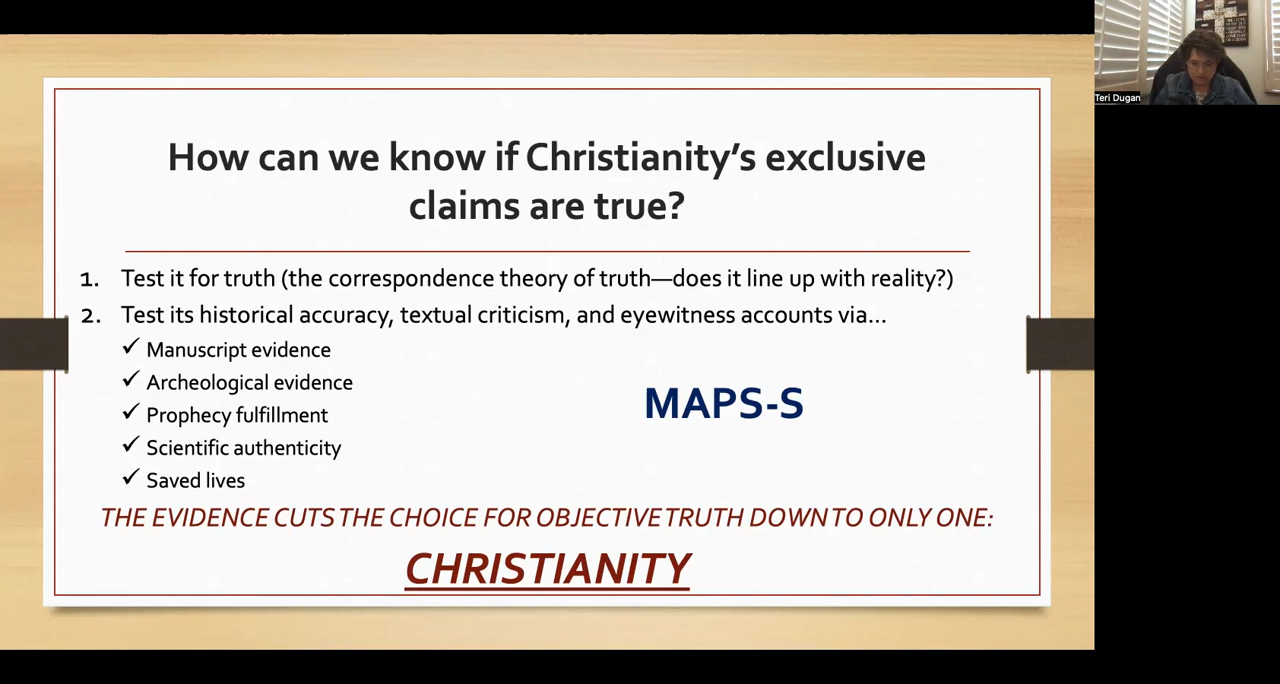 How can we know if Christianity's exclusive
claims are true?
1. Test it for truth (the correspondence theory of truth—does it line up with reality?)
2. Test its historical accuracy, textual criticism, and eyewitness accounts via...
✓ Manuscript evidence
✓ Archeological evidence
✓ Prophecy fulfillment
✓ Scientific authenticity
✓ Saved lives
MAPS-S
THE EVIDENCE CUTS THE CHOICE FOR OBJECTIVE TRUTH DOWN TO ONLY ONE:
CHRISTIANITY
Teri Dugan